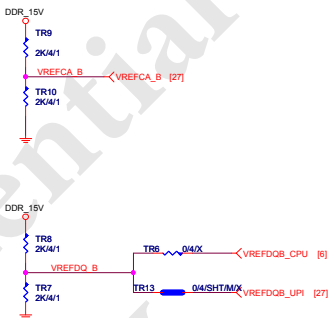 DDR_15V
TR9
2K/4/1
VREFCA_B
VREFCA_B [27]
TR10
2K/4/1
DDR_15V
TR8
2K/4/1
TR6
0/4/X
VREFDQB_CPU [6]
VREFDQ_B
TR7
2K/4/1
TR13
0/4/SHT/M/X
VREFDQB_UPI [27]
ential